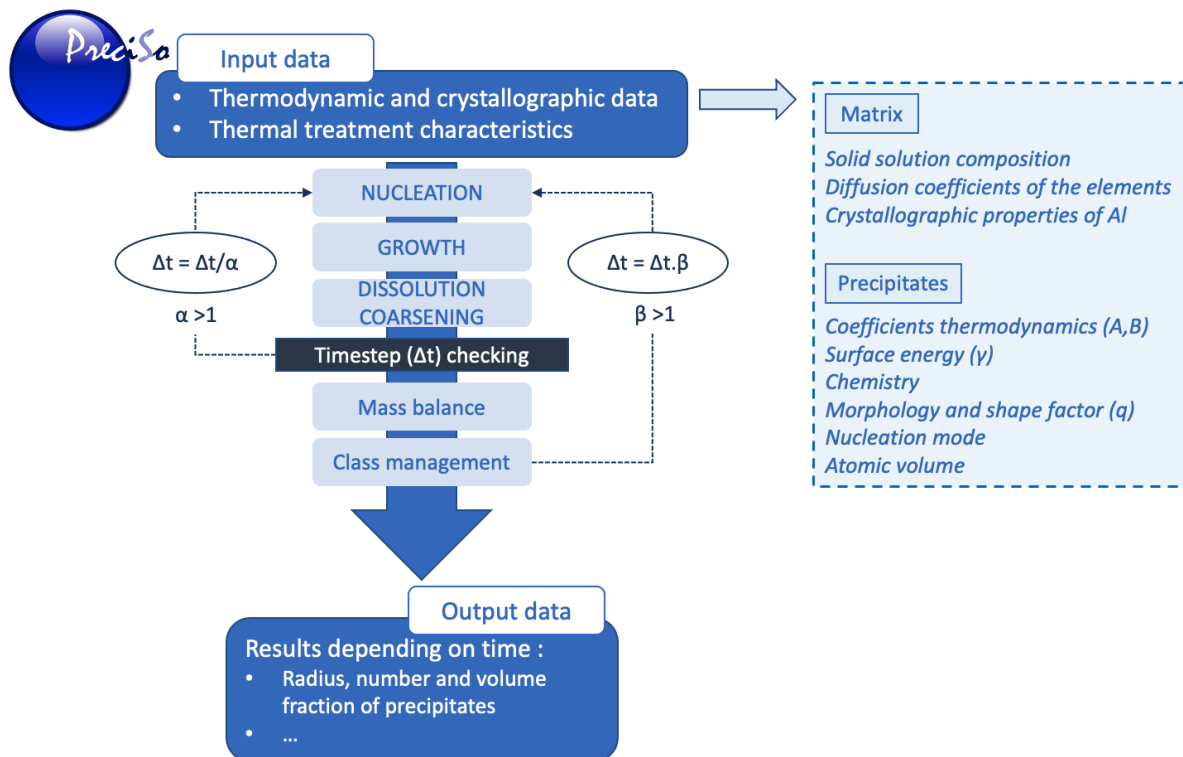 PreciSo
Input data
• Thermodynamic and crystallographic data
• Thermal treatment characteristics
NUCLEATION
GROWTH
DISSOLUTION
COARSENING
Timestep (Δt) checking
Mass balance
Class management
Δt = Δt/α
α >1
Δt = Δt.β
β >1
Matrix
Solid solution composition
Diffusion coefficients of the elements
Crystallographic properties of Al
Precipitates
Coefficients thermodynamics (A,B)
Surface energy (γ)
Chemistry
Morphology and shape factor (q)
Nucleation mode
Atomic volume
Output data
Results depending on time :
• Radius, number and volume
fraction of precipitates
• ...